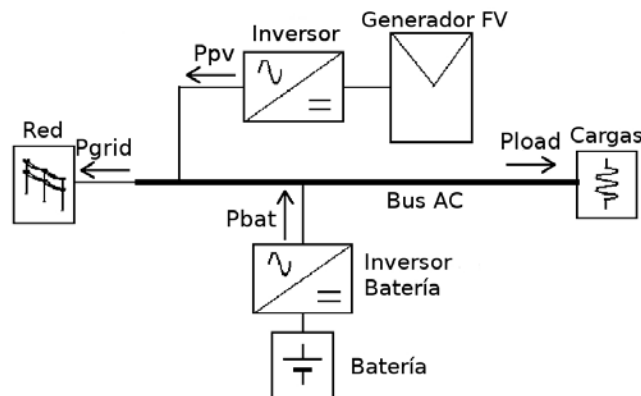 Generador FV
Inversor
Ppv
Red
Pgrid
Pload
Cargas
Bus AC
Pbat
Inversor
Batería
Batería